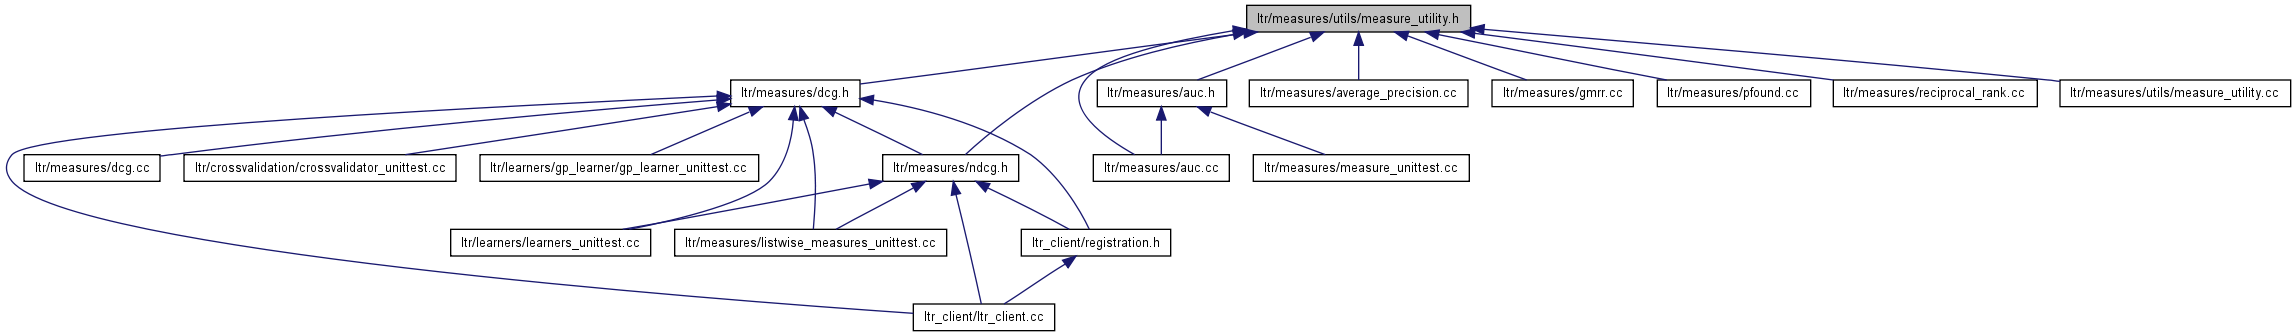 ltr/measures/utils/measure_utility.h
ltr/measures/dcg.h
ltr/measures/auc.h
ltr/measures/average_precision.cc
ltr/measures/gmrr.cc
ltr/measures/pfound.cc
ltr/measures/reciprocal_rank.cc
ltr/measures/utils/measure_utility.cc
ltr/measures/dcg.cc
ltr/crossvalidation/crossvalidator_unittest.cc
ltr/learners/gp_learner/gp_learner_unittest.cc
ltr/measures/ndcg.h
ltr/measures/auc.cc
ltr/measures/measure_unittest.cc
ltr/learners/learners_unittest.cc
ltr/measures/listwise_measures_unittest.cc
ltr_client/registration.h
ltr_client/ltr_client.cc